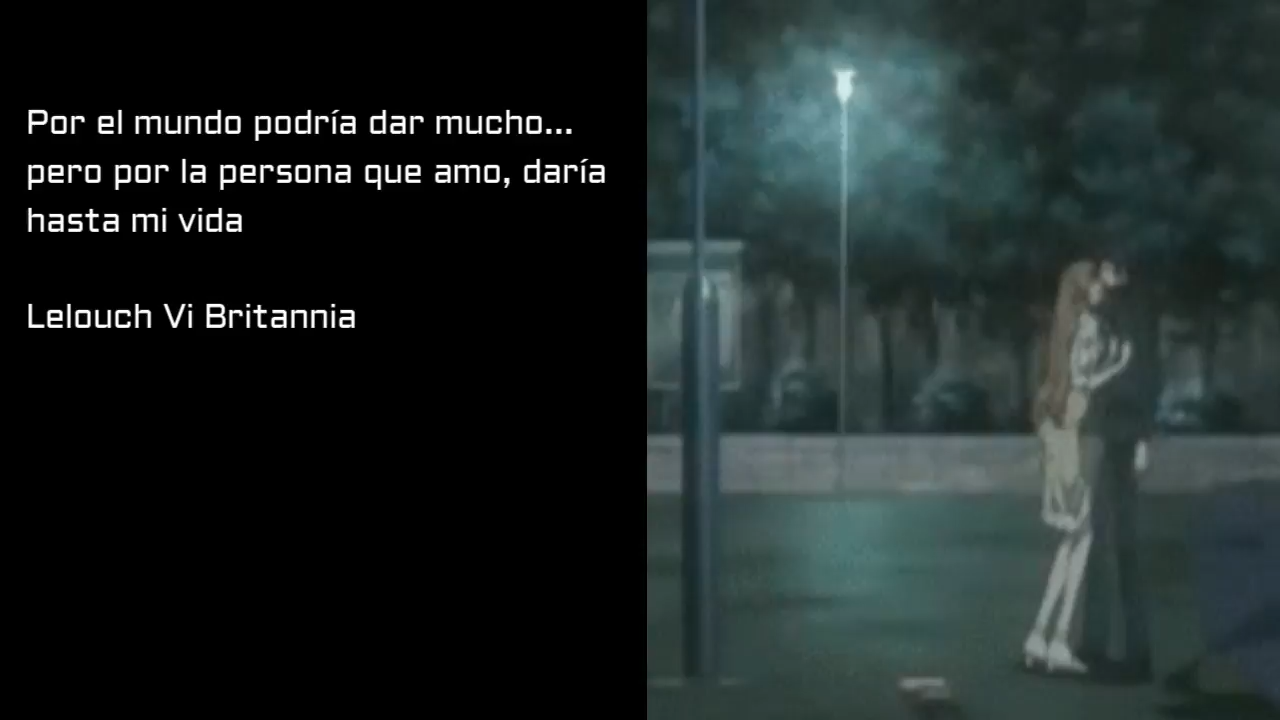 Por el mundo podría dar mucho...
pero por la persona que amo, daría
hasta mi vida
Lelouch Vi Britannia